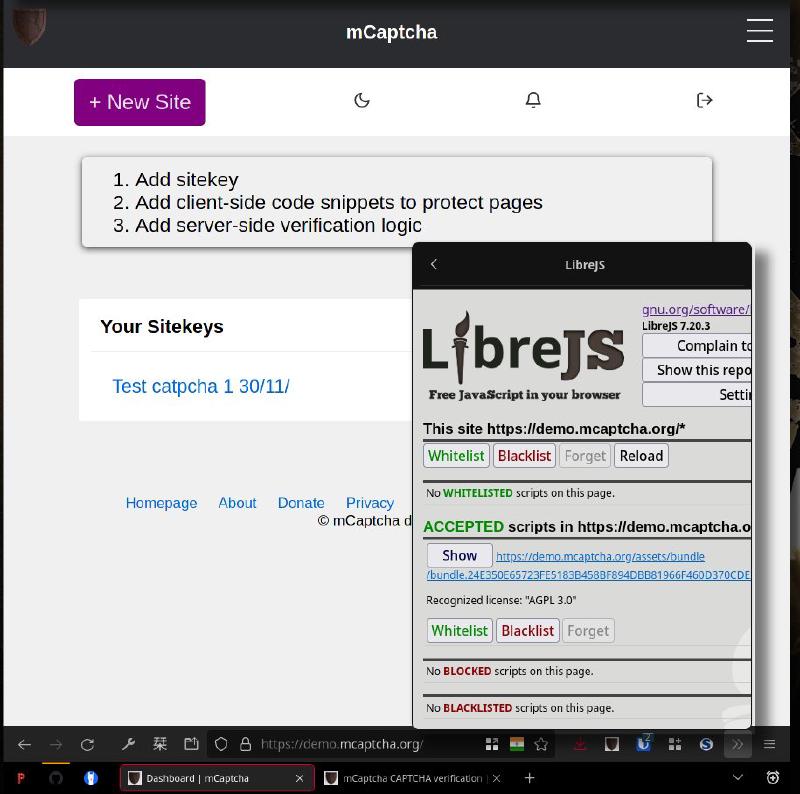 mCaptcha
+ New Site
1. Add sitekey
2. Add client-side code snippets to protect pages
3. Add server-side verification logic
Your Sitekeys
Test catpcha 1 30/11/
Homepage About Donate Privacy
© mCaptcha d
LibreJS
LibreJS
Free JavaScript in your browser
gnu.org/software/
LibreJS 7.20.3
Complain to
Show this repo
Setti
This site https://demo.mcaptcha.org/*
Whitelist Blacklist Forget Reload
No WHITELISTED scripts on this page.
ACCEPTED scripts in https://demo.mcaptcha.o
Show https://demo.mcaptcha.org/assets/bundle
/bundle.24E350E65723FE5183B458BF894DBB81966F460D370CDE
Recognized license: "AGPL 3.0"
Whitelist Blacklist Forget
No BLOCKED scripts on this page.
No BLACKLISTED scripts on this page.
https://demo.mcaptcha.org/
2
Dashboard | mCaptcha
mCaptcha CAPTCHA verification |